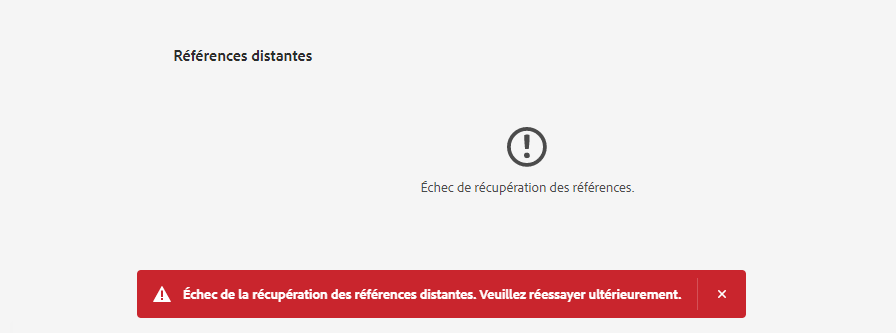 Références distantes
Échec de récupération des références.
Échec de la récupération des références distantes. Veuillez réessayer ultérieurement.